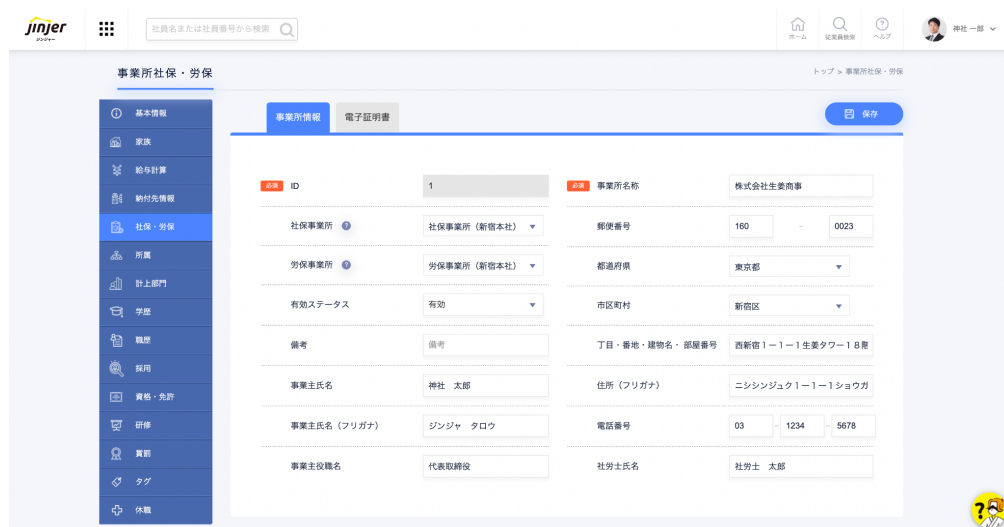 jinjer
ジンジャー
社員名または社員番号から検索
ホーム
従業員検索
ヘルプ
神社 一郎
事業所社保・労保
トップ > 事業所社保・労保
基本情報
家族
給与計算
納付先情報
社保・労保
所属
計上部門
学歴
職歴
採用
資格・免許
研修
賞罰
タグ
休職
事業所情報
電子証明書
保存
必須 ID 1
必須 事業所名称 株式会社生姜商事
社保事業所 ? 社保事業所（新宿本社）
郵便番号 160 - 0023
労保事業所 ? 労保事業所（新宿本社）
都道府県 東京都
有効ステータス 有効
市区町村 新宿区
備考 備考
丁目・番地・建物名・ 部屋番号 西新宿１ー１ー１生姜タワー１８階
事業主氏名 神社　太郎
住所（フリガナ） ニシシンジュク１ー１ー１ショウガ
事業主氏名（フリガナ） ジンジャ　タロウ
電話番号 03 - 1234 - 5678
事業主役職名 代表取締役
社労士氏名 社労士　太郎
?